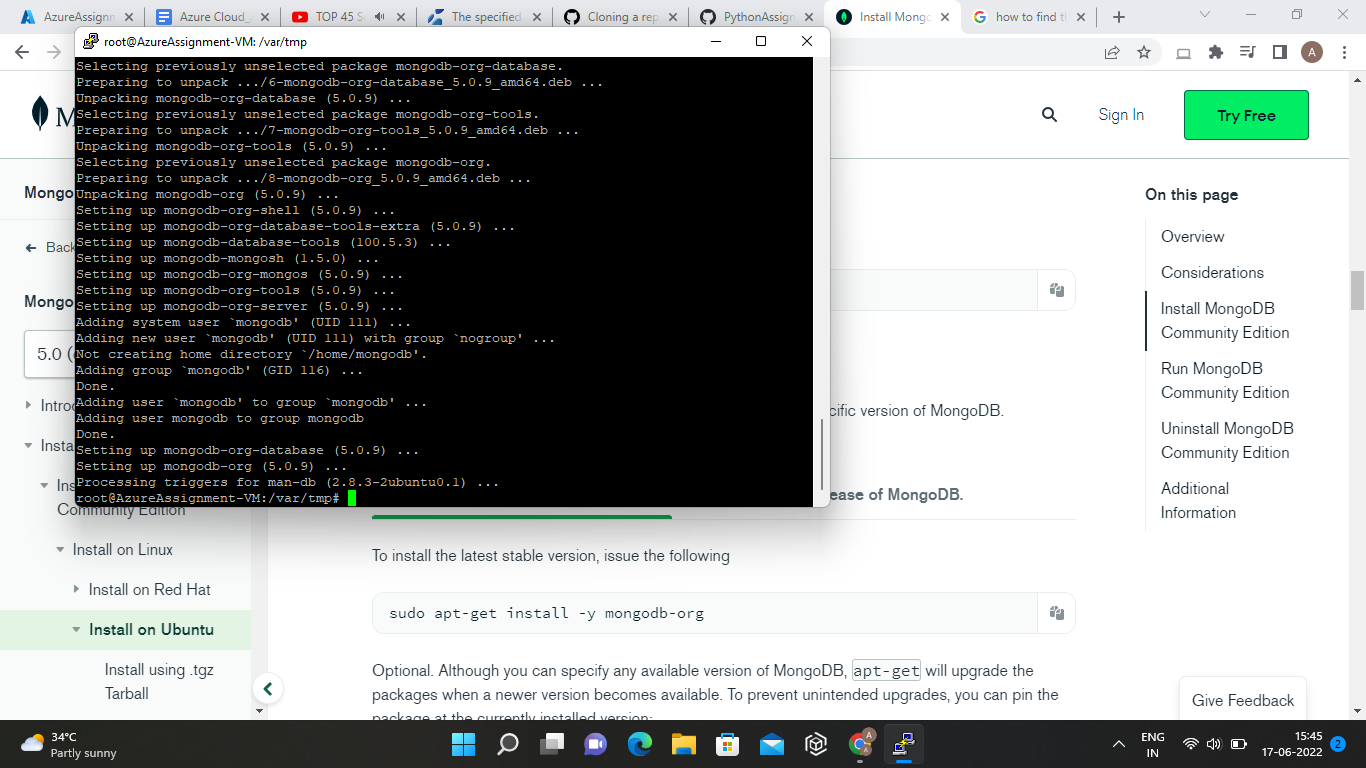 AzureAssignm
Azure Cloud_
TOP 45 S
The specified
Cloning a rep
PythonAssign
Install Mongo
how to find th
root@AzureAssignment-VM: /var/tmp
A
Selecting previously unselected package mongodb-org-database.
Preparing to unpack .../6-mongodb-org-database_5.0.9_amd64.deb ...
Unpacking mongodb-org-database (5.0.9) ...
Selecting previously unselected package mongodb-org-tools.
Preparing to unpack .../7-mongodb-org-tools_5.0.9_amd64.deb ...
Unpacking mongodb-org-tools (5.0.9) ...
Selecting previously unselected package mongodb-org.
Preparing to unpack .../8-mongodb-org_5.0.9_amd64.deb ...
Unpacking mongodb-org (5.0.9) ...
Setting up mongodb-org-shell (5.0.9) ...
Setting up mongodb-org-database-tools-extra (5.0.9) ...
Setting up mongodb-database-tools (100.5.3) ...
Setting up mongodb-mongosh (1.5.0) ...
Setting up mongodb-org-mongos (5.0.9) ...
Setting up mongodb-org-tools (5.0.9) ...
Setting up mongodb-org-server (5.0.9) ...
Adding system user `mongodb' (UID 111) ...
Adding new user `mongodb' (UID 111) with group `nogroup' ...
Not creating home directory `/home/mongodb'.
Adding group `mongodb' (GID 116) ...
Done.
Adding user `mongodb' to group `mongodb' ...
Adding user mongodb to group mongodb
Done.
Setting up mongodb-org-database (5.0.9) ...
Setting up mongodb-org (5.0.9) ...
Processing triggers for man-db (2.8.3-2ubuntu0.1) ...
root@AzureAssignment-VM:/var/tmp#
M
Sign In
Try Free
Mongo
Back
Mongo
5.0 (
Introd
Insta
Ins
Community Edition
Install on Linux
Install on Red Hat
Install on Ubuntu
Install using .tgz
Tarball
cific version of MongoDB.
ease of MongoDB.
To install the latest stable version, issue the following
sudo apt-get install -y mongodb-org
Optional. Although you can specify any available version of MongoDB, apt-get will upgrade the
packages when a newer version becomes available. To prevent unintended upgrades, you can pin the
package at the currently installed version:
On this page
Overview
Considerations
Install MongoDB
Community Edition
Run MongoDB
Community Edition
Uninstall MongoDB
Community Edition
Additional
Information
Give Feedback
34°C
Partly sunny
A
ENG
IN
15:45
17-06-2022
2